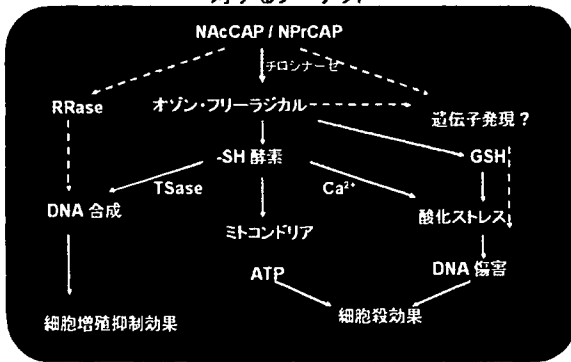 NAcCAP / NPrCAP
チロシナーゼ
RRase
オゾン・フリーラジカル
遺伝子発現？
-SH 酵素
GSH
TSase
Ca²⁺
DNA 合成
酸化ストレス
ミトコンドリア
ATP
DNA 傷害
細胞増殖抑制効果
細胞殺効果